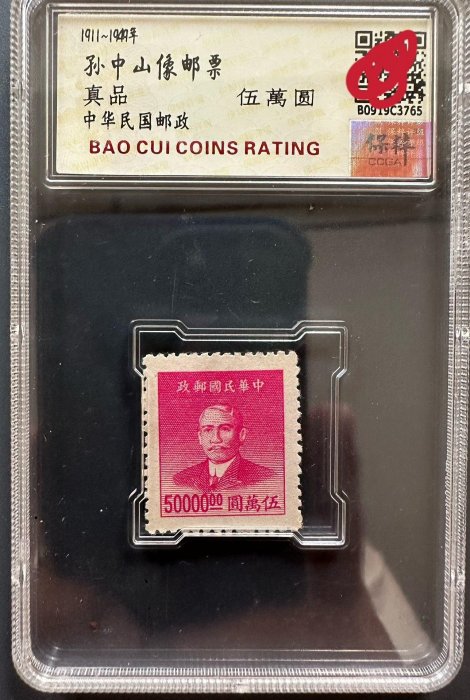 1911~1949年
孙中山像邮票
真品 伍萬圆
中华民国邮政
BAO CUI COINS RATING
B0919C3765
保粹
CCGAT
政郵國民華中
50000.00 圓萬伍